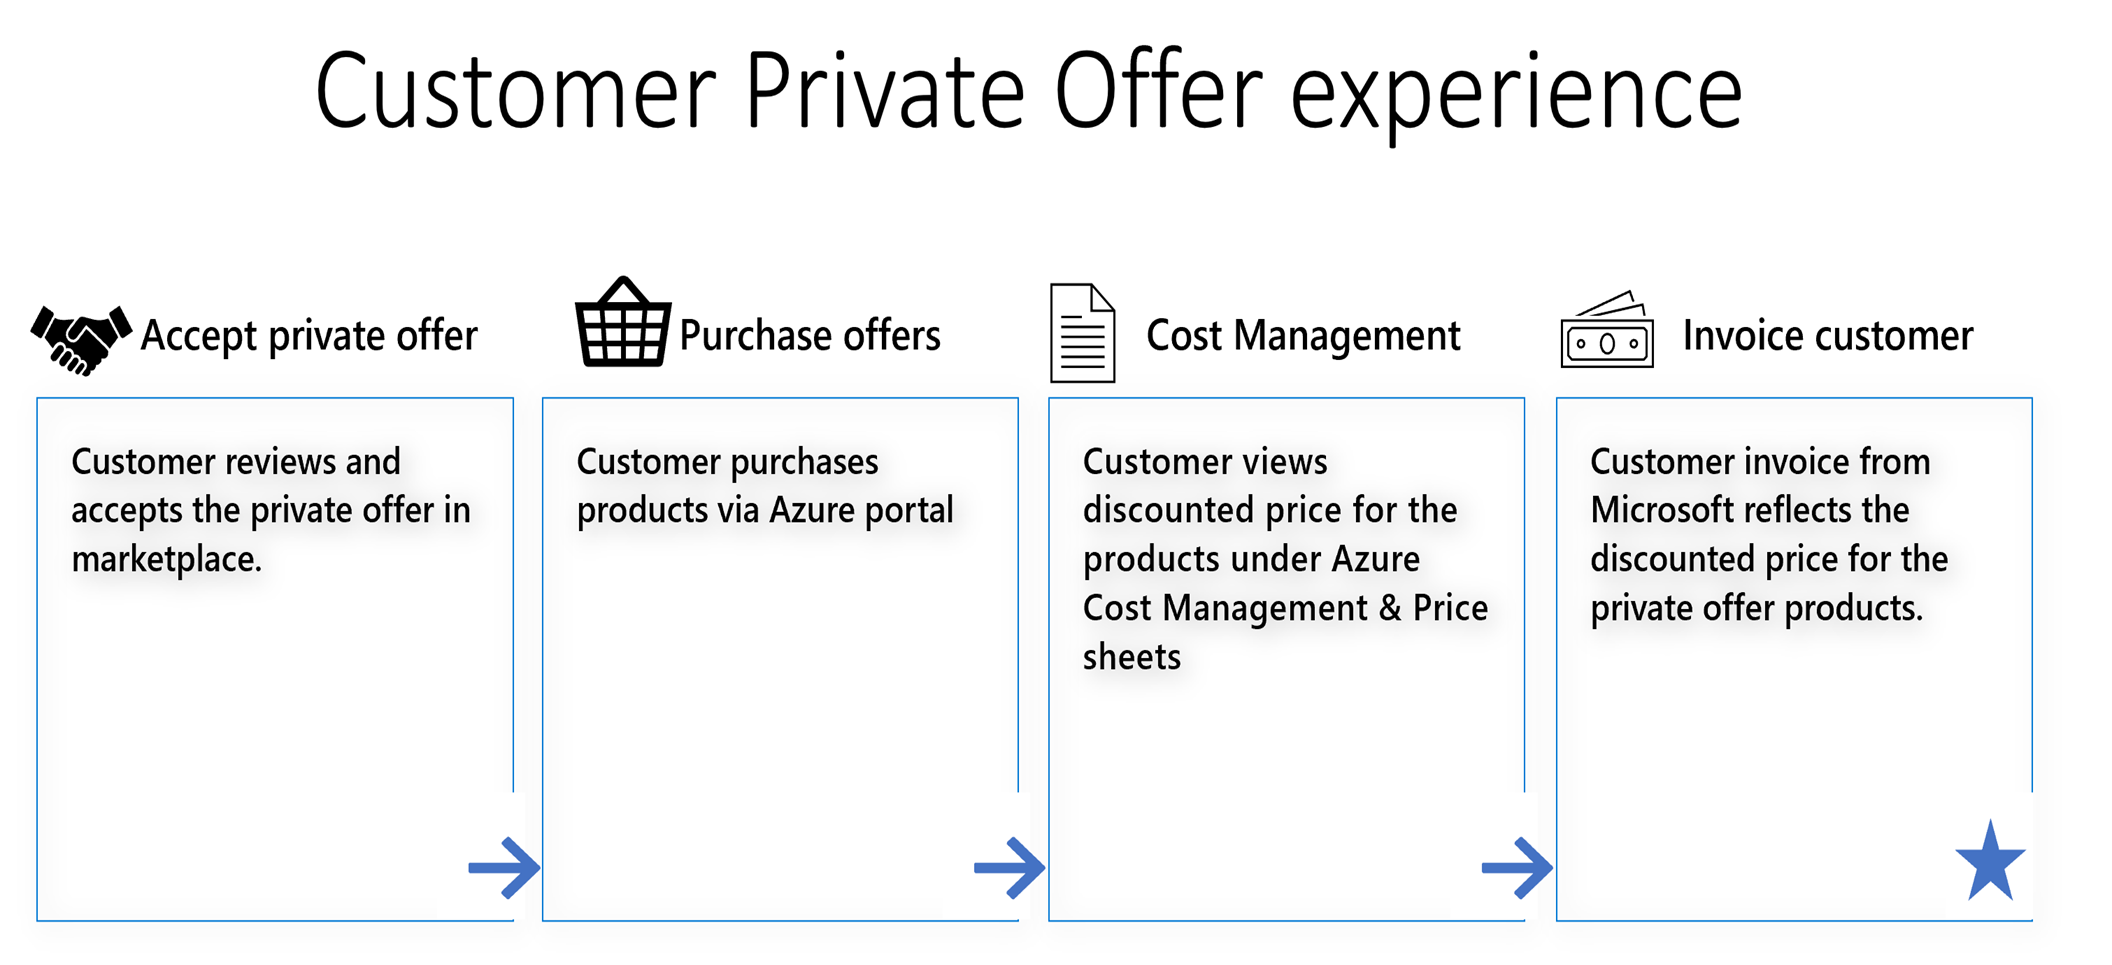 Customer Private Offer experience
Accept private offer
Customer reviews and
accepts the private offer in
marketplace.
Purchase offers
Customer purchases
products via Azure portal
Cost Management
Customer views
discounted price for the
products under Azure
Cost Management & Price
sheets
Invoice customer
Customer invoice from
Microsoft reflects the
discounted price for the
private offer products.